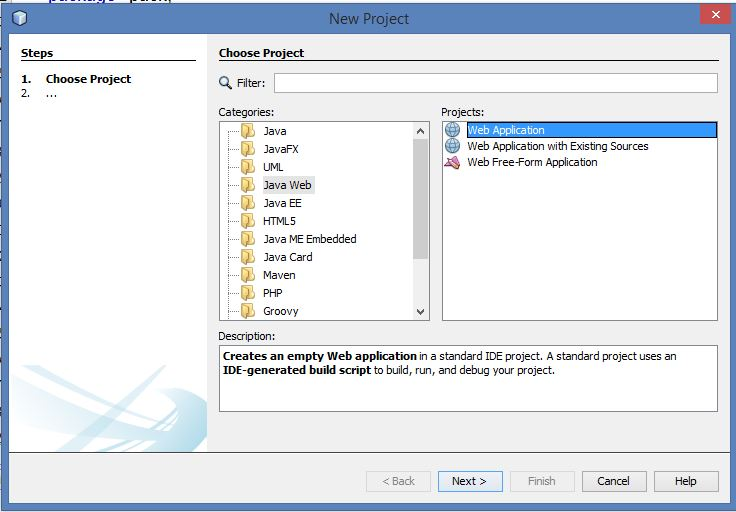 New Project
Steps
1. Choose Project
2. ...
Choose Project
Filter:
Categories:
Java
JavaFX
UML
Java Web
Java EE
HTML5
Java ME Embedded
Java Card
Maven
PHP
Groovy
Projects:
Web Application
Web Application with Existing Sources
Web Free-Form Application
Description:
Creates an empty Web application in a standard IDE project. A standard project uses an
IDE-generated build script to build, run, and debug your project.
< Back
Next >
Finish
Cancel
Help